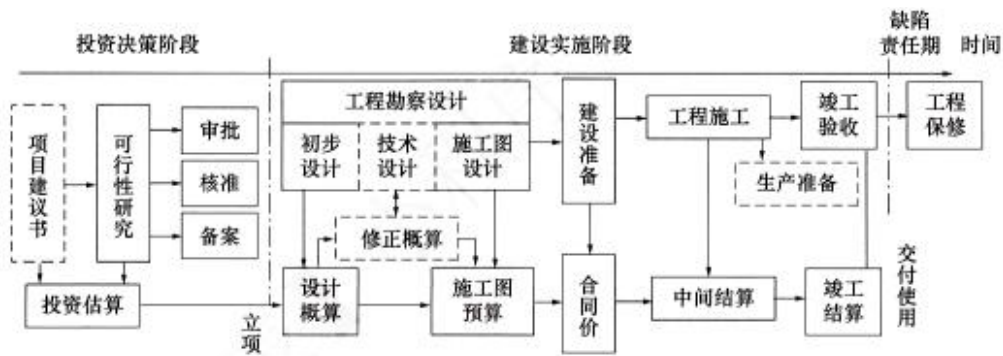 投资决策阶段
建设实施阶段
缺陷
责任期
时间
项目建议书
可行性研究
审批
核准
备案
投资估算
立项
工程勘察设计
初步
设计
技术
设计
施工图
设计
修正概算
设计
概算
施工图
预算
建设准备
合同价
工程施工
生产准备
中间结算
竣工
验收
竣工
结算
工程
保修
交付使用